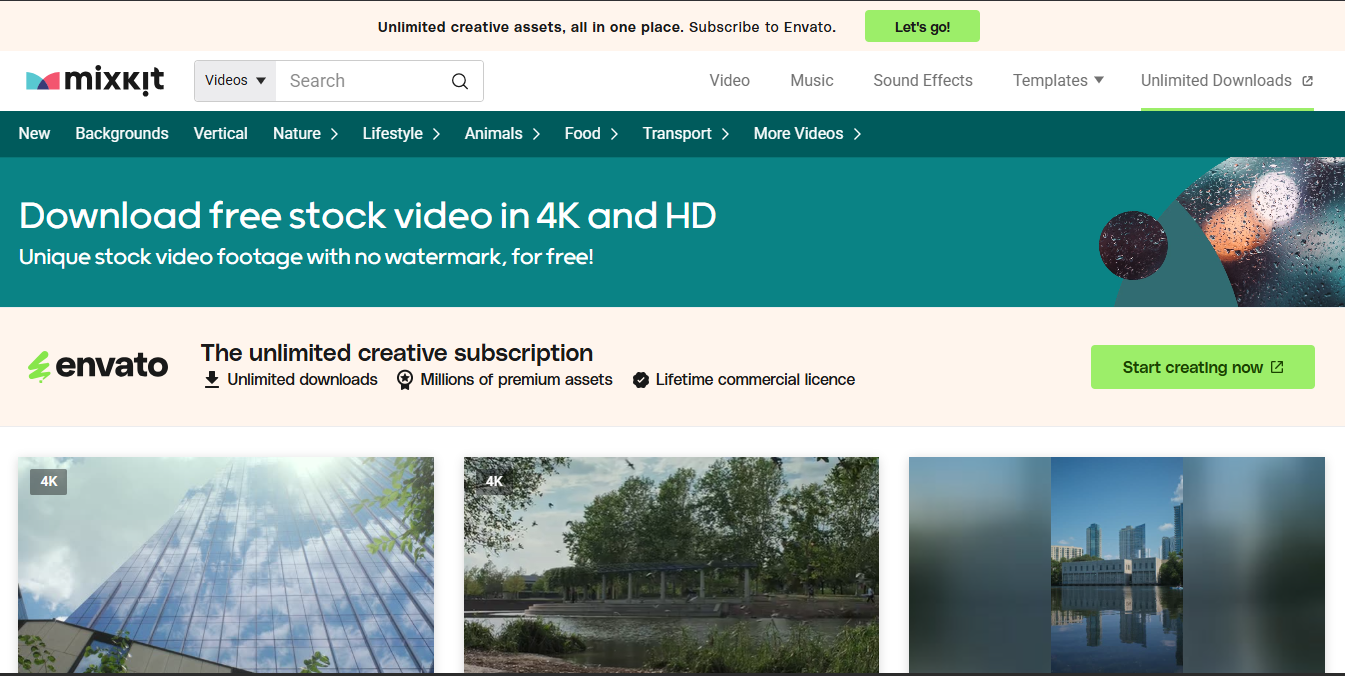 Unlimited creative assets, all in one place. Subscribe to Envato. Let's go!
mixkit Videos Search Video Music Sound Effects Templates Unlimited Downloads
New Backgrounds Vertical Nature Lifestyle Animals Food Transport More Videos
Download free stock video in 4K and HD
Unique stock video footage with no watermark, for free!
envato
The unlimited creative subscription
Unlimited downloads Millions of premium assets Lifetime commercial licence
Start creating now
4K 4K